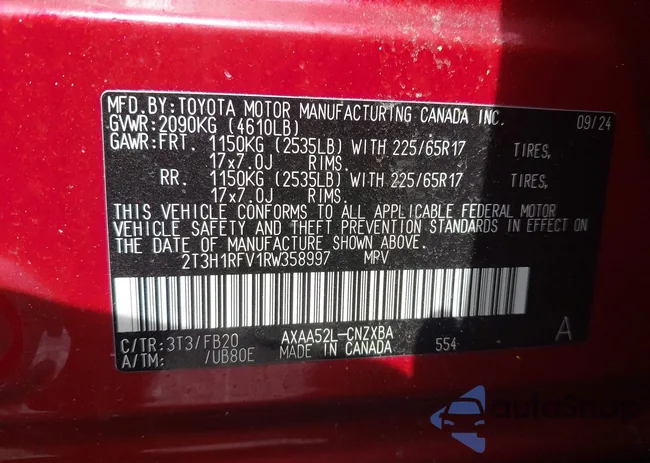 MFD.BY:TOYOTA MOTOR MANUFACTURING CANADA INC. 09/24
GVWR:2090KG (4610LB)
GAWR:FRT. 1150KG (2535LB) WITH 225/65R17 TIRES,
17x7.0J RIMS.
RR. 1150KG (2535LB) WITH 225/65R17 TIRES,
17x7.0J RIMS.
THIS VEHICLE CONFORMS TO ALL APPLICABLE FEDERAL MOTOR
VEHICLE SAFETY AND THEFT PREVENTION STANDARDS IN EFFECT ON
THE DATE OF MANUFACTURE SHOWN ABOVE.
2T3H1RFV1RW358997 MPV
C/TR:3T3/FB20 AXAA52L-CNZXBA A
A/TM: /UB80E MADE IN CANADA 554
autoSnap